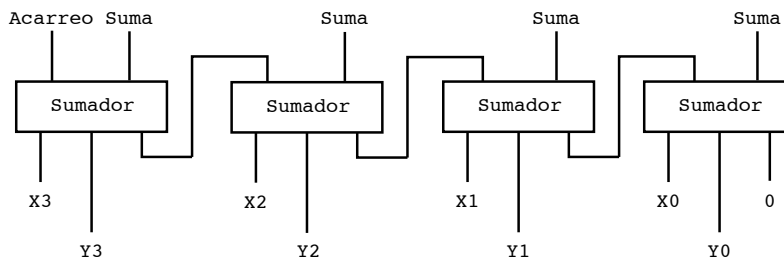 Acarreo Suma Suma Suma Suma
Sumador Sumador Sumador Sumador
X3 X2 X1 X0 0
Y3 Y2 Y1 Y0